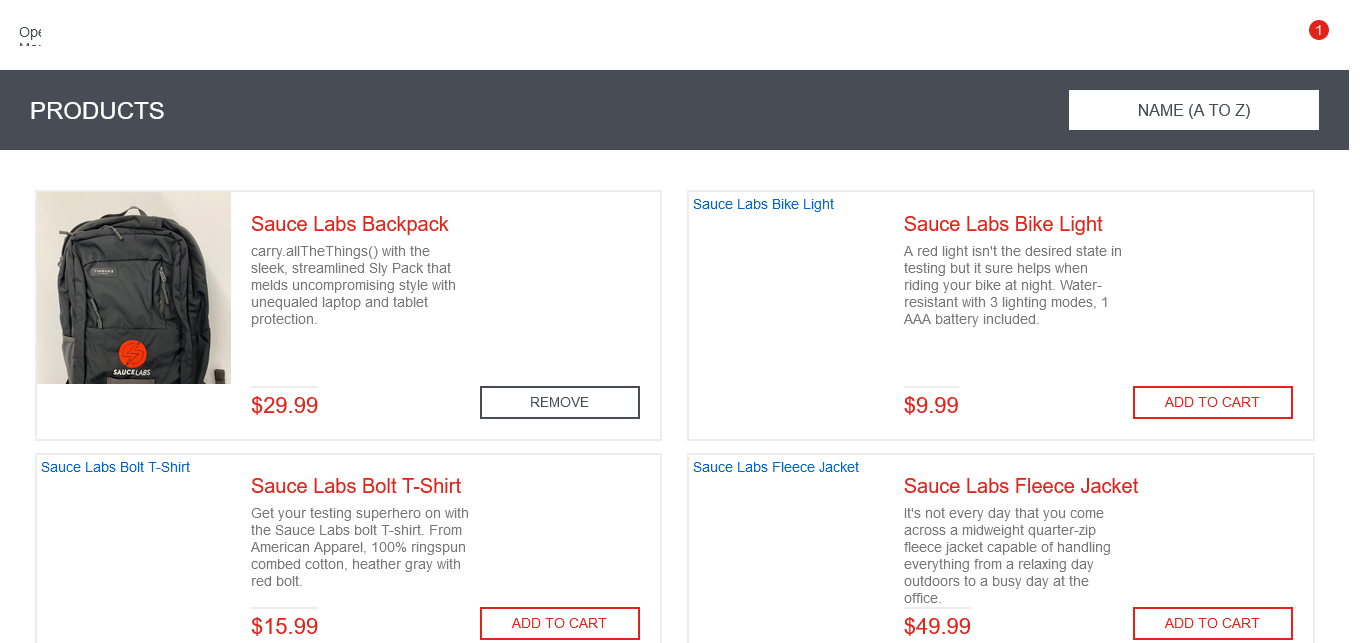 Ope
1
PRODUCTS
NAME (A TO Z)
SAUCELABS
Sauce Labs Backpack
carry.allTheThings() with the
sleek, streamlined Sly Pack that
melds uncompromising style with
unequaled laptop and tablet
protection.
$29.99
REMOVE
Sauce Labs Bike Light
Sauce Labs Bike Light
A red light isn't the desired state in
testing but it sure helps when
riding your bike at night. Water-
resistant with 3 lighting modes, 1
AAA battery included.
$9.99
ADD TO CART
Sauce Labs Bolt T-Shirt
Sauce Labs Bolt T-Shirt
Get your testing superhero on with
the Sauce Labs bolt T-shirt. From
American Apparel, 100% ringspun
combed cotton, heather gray with
red bolt.
$15.99
ADD TO CART
Sauce Labs Fleece Jacket
Sauce Labs Fleece Jacket
It's not every day that you come
across a midweight quarter-zip
fleece jacket capable of handling
everything from a relaxing day
outdoors to a busy day at the
office.
$49.99
ADD TO CART